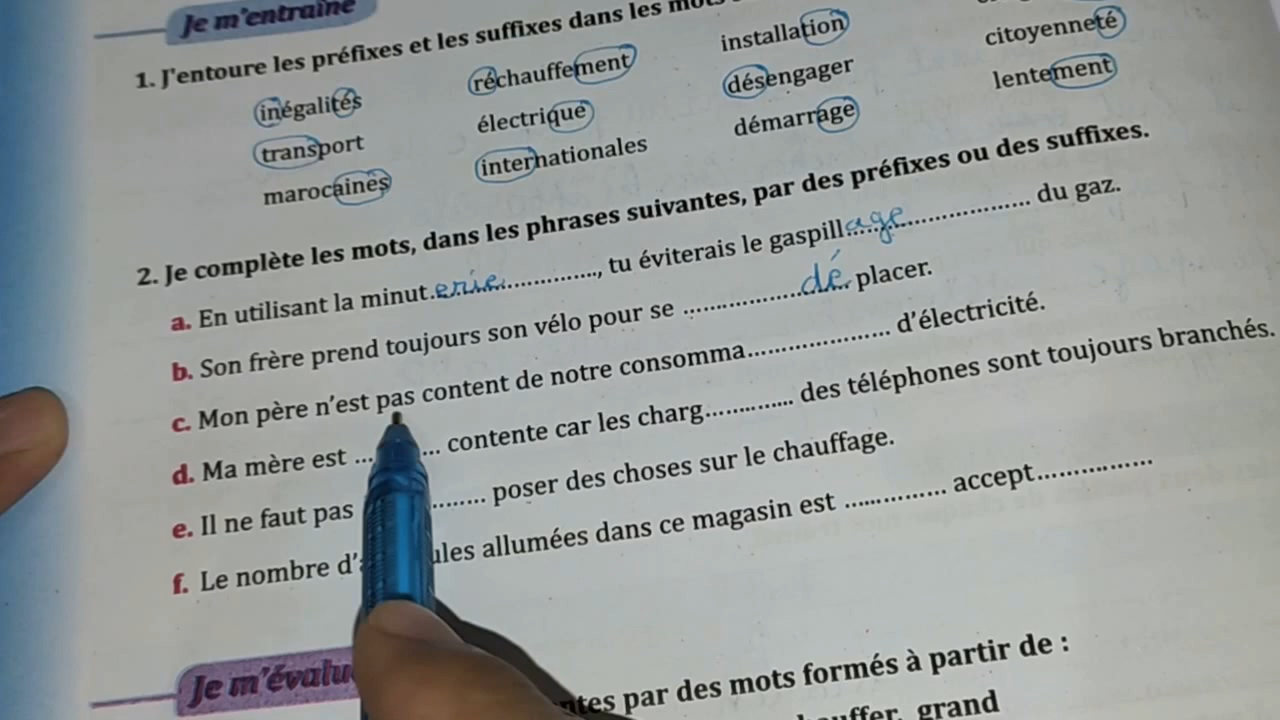 Je m'entraine
1. J'entoure les préfixes et les suffixes dans les
inégalités réchauffement installation citoyenneté
transport électrique désengager lentement
marocaines internationales démarrage
2. Je complète les mots, dans les phrases suivantes, par des préfixes ou des suffixes.
a. En utilisant la minut.erie..............., tu éviterais le gaspillage.................... du gaz.
b. Son frère prend toujours son vélo pour se ....................dé placer.
c. Mon père n'est pas content de notre consomma.................... d'électricité.
d. Ma mère est ... ... contente car les charg............. des téléphones sont toujours branchés.
e. Il ne faut pas .......... poser des choses sur le chauffage.
f. Le nombre allumées dans ce magasin est ............... accept.................
Je m'évalu
par des mots formés à partir de :
grand